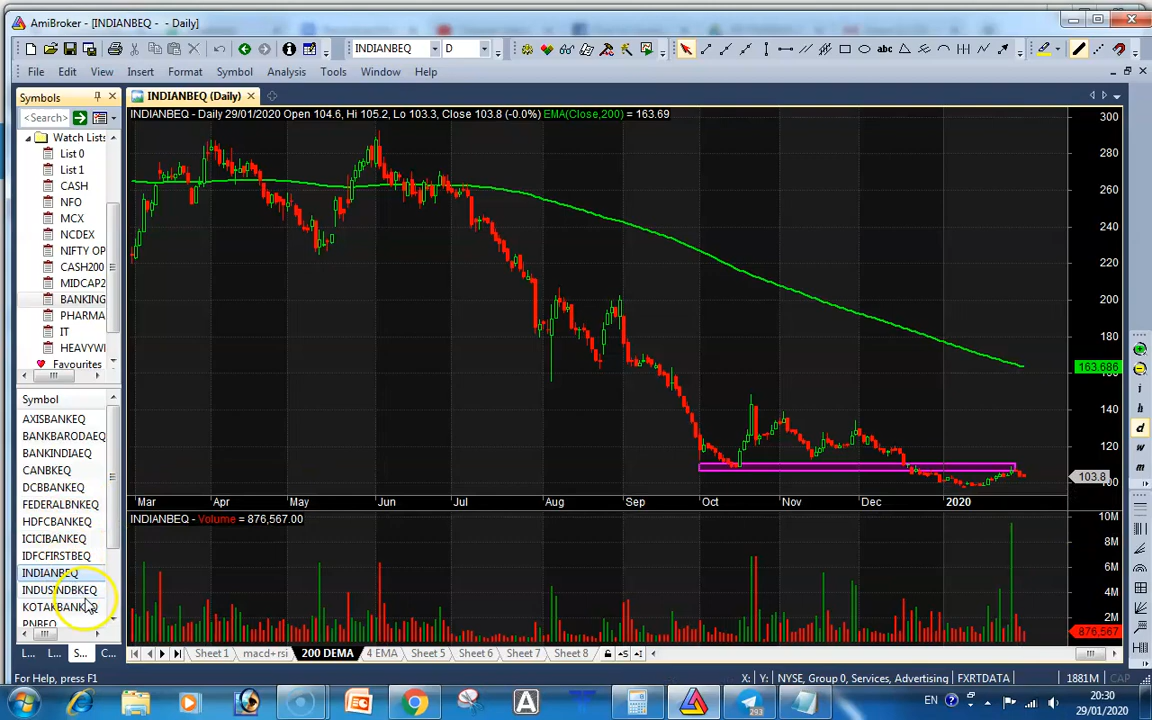 AmiBroker - [INDIANBEQ - - Daily]
INDIANBEQ
D
abc
File Edit View Insert Format Symbol Analysis Tools Window Help
Symbols
INDIANBEQ (Daily)
<Search>
INDIANBEQ - Daily 29/01/2020 Open 104.6, Hi 105.2, Lo 103.3, Close 103.8 (-0.0%) EMA(Close,200) = 163.69
Watch Lists
List 0
List 1
CASH
NFO
MCX
NCDEX
NIFTY OP
CASH200
MIDCAP2
BANKING
PHARMA
IT
HEAVYW
Favourites
Symbol
AXISBANKEQ
BANKBARODAEQ
BANKINDIAEQ
CANBKEQ
DCBBANKEQ
FEDERALBNKEQ
HDFCBANKEQ
ICICIBANKEQ
IDFCFIRSTBEQ
INDIANBEQ
INDUSINDBKEQ
KOTAKBANKEQ
PNBEQ
300
280
260
240
220
200
180
163.686
160
140
120
103.8
100
Mar Apr May Jun Jul Aug Sep Oct Nov Dec 2020
INDIANBEQ - Volume = 876,567.00
10M
8M
6M
4M
2M
876,567
i
h
d
w
m
L... L... S... C...
Sheet 1 macd+rsi 200 DEMA 4 EMA Sheet 5 Sheet 6 Sheet 7 Sheet 8
For Help, press F1
X: Y: NYSE, Group 0, Services, Advertising FXRTDATA 1881M CAP
293
EN
20:30
29/01/2020